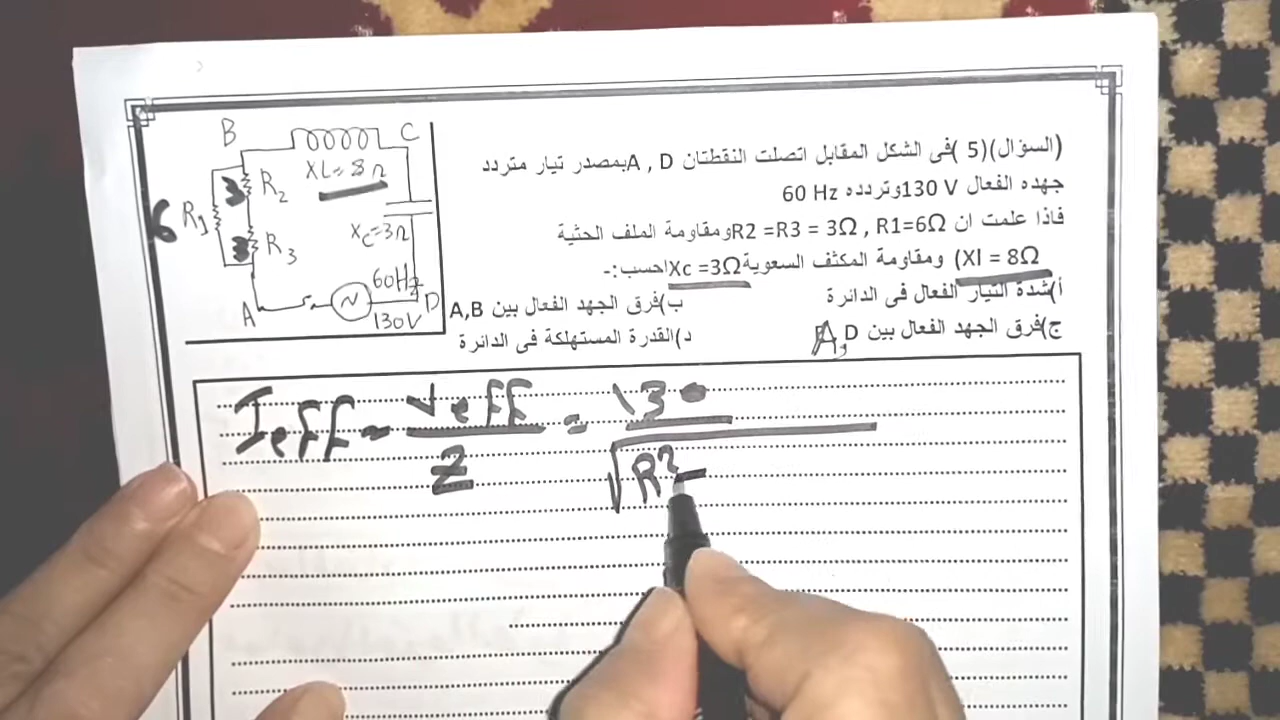 (السؤال)(5 )فى الشكل المقابل اتصلت النقطتان A , D بمصدر تيار متردد
جهده الفعال 130 V وتردده 60 Hz
فاذا علمت ان R2 =R3 = 3Ω , R1=6Ω ومقاومة الملف الحثية
(Xl = 8Ω ومقاومة المكثف السعوية Xc =3Ω احسب:-
أ)شدة التيار الفعال فى الدائرة
ب)فرق الجهد الفعال بين A,B
ج)فرق الجهد الفعال بين A, D
د)القدرة المستهلكة فى الدائرة
B
C
XL=8Ω
R2
3
R1
6
R3
3
Xc=3Ω
60Hz
A
D
130V
Ieff = Veff / Z = 130 / √R² -